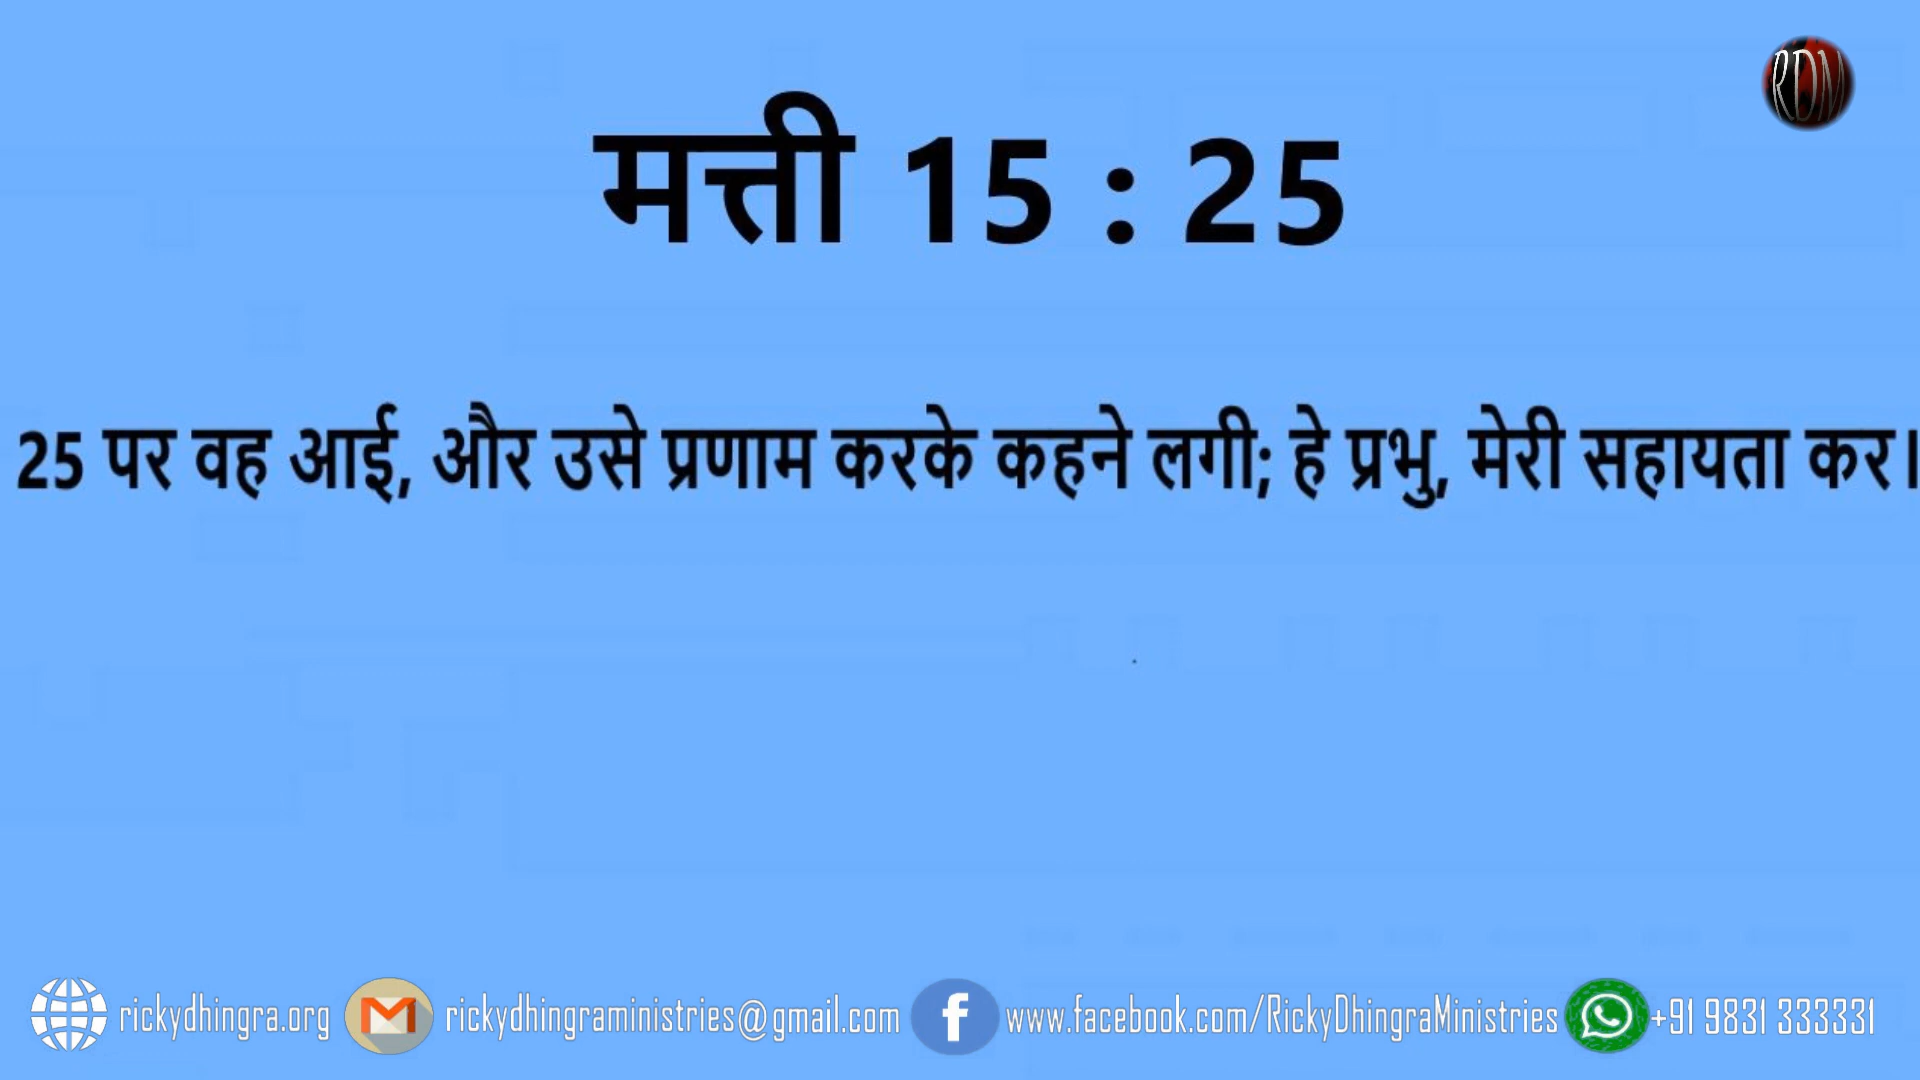 RDM
मत्ती 15 : 25
25 पर वह आई, और उसे प्रणाम करके कहने लगी; हे प्रभु, मेरी सहायता कर।
rickydhingra.org rickydhingraministries@gmail.com www.facebook.com/RickyDhingraMinistries +91 9831 333331